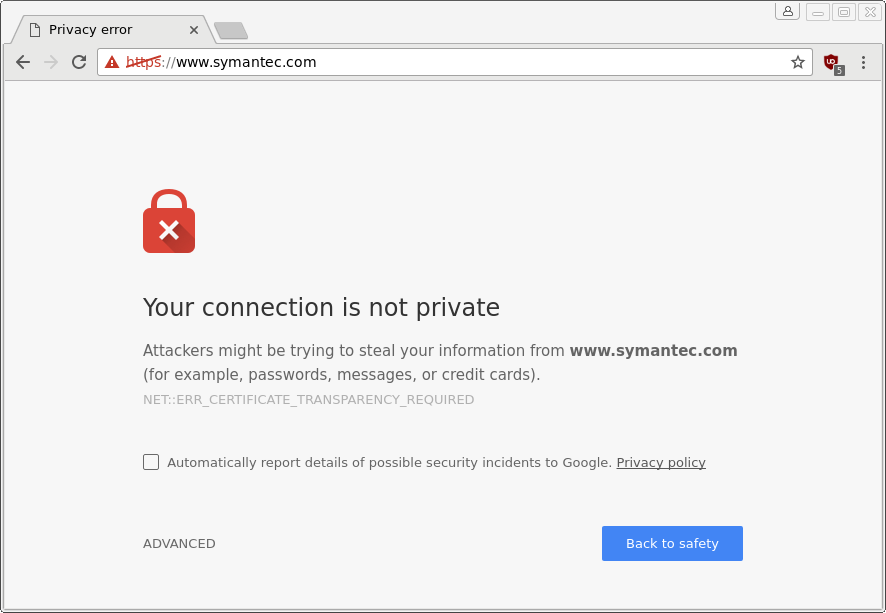 Privacy error
https://www.symantec.com
5
Your connection is not private
Attackers might be trying to steal your information from www.symantec.com
(for example, passwords, messages, or credit cards).
NET::ERR_CERTIFICATE_TRANSPARENCY_REQUIRED
Automatically report details of possible security incidents to Google. Privacy policy
ADVANCED
Back to safety